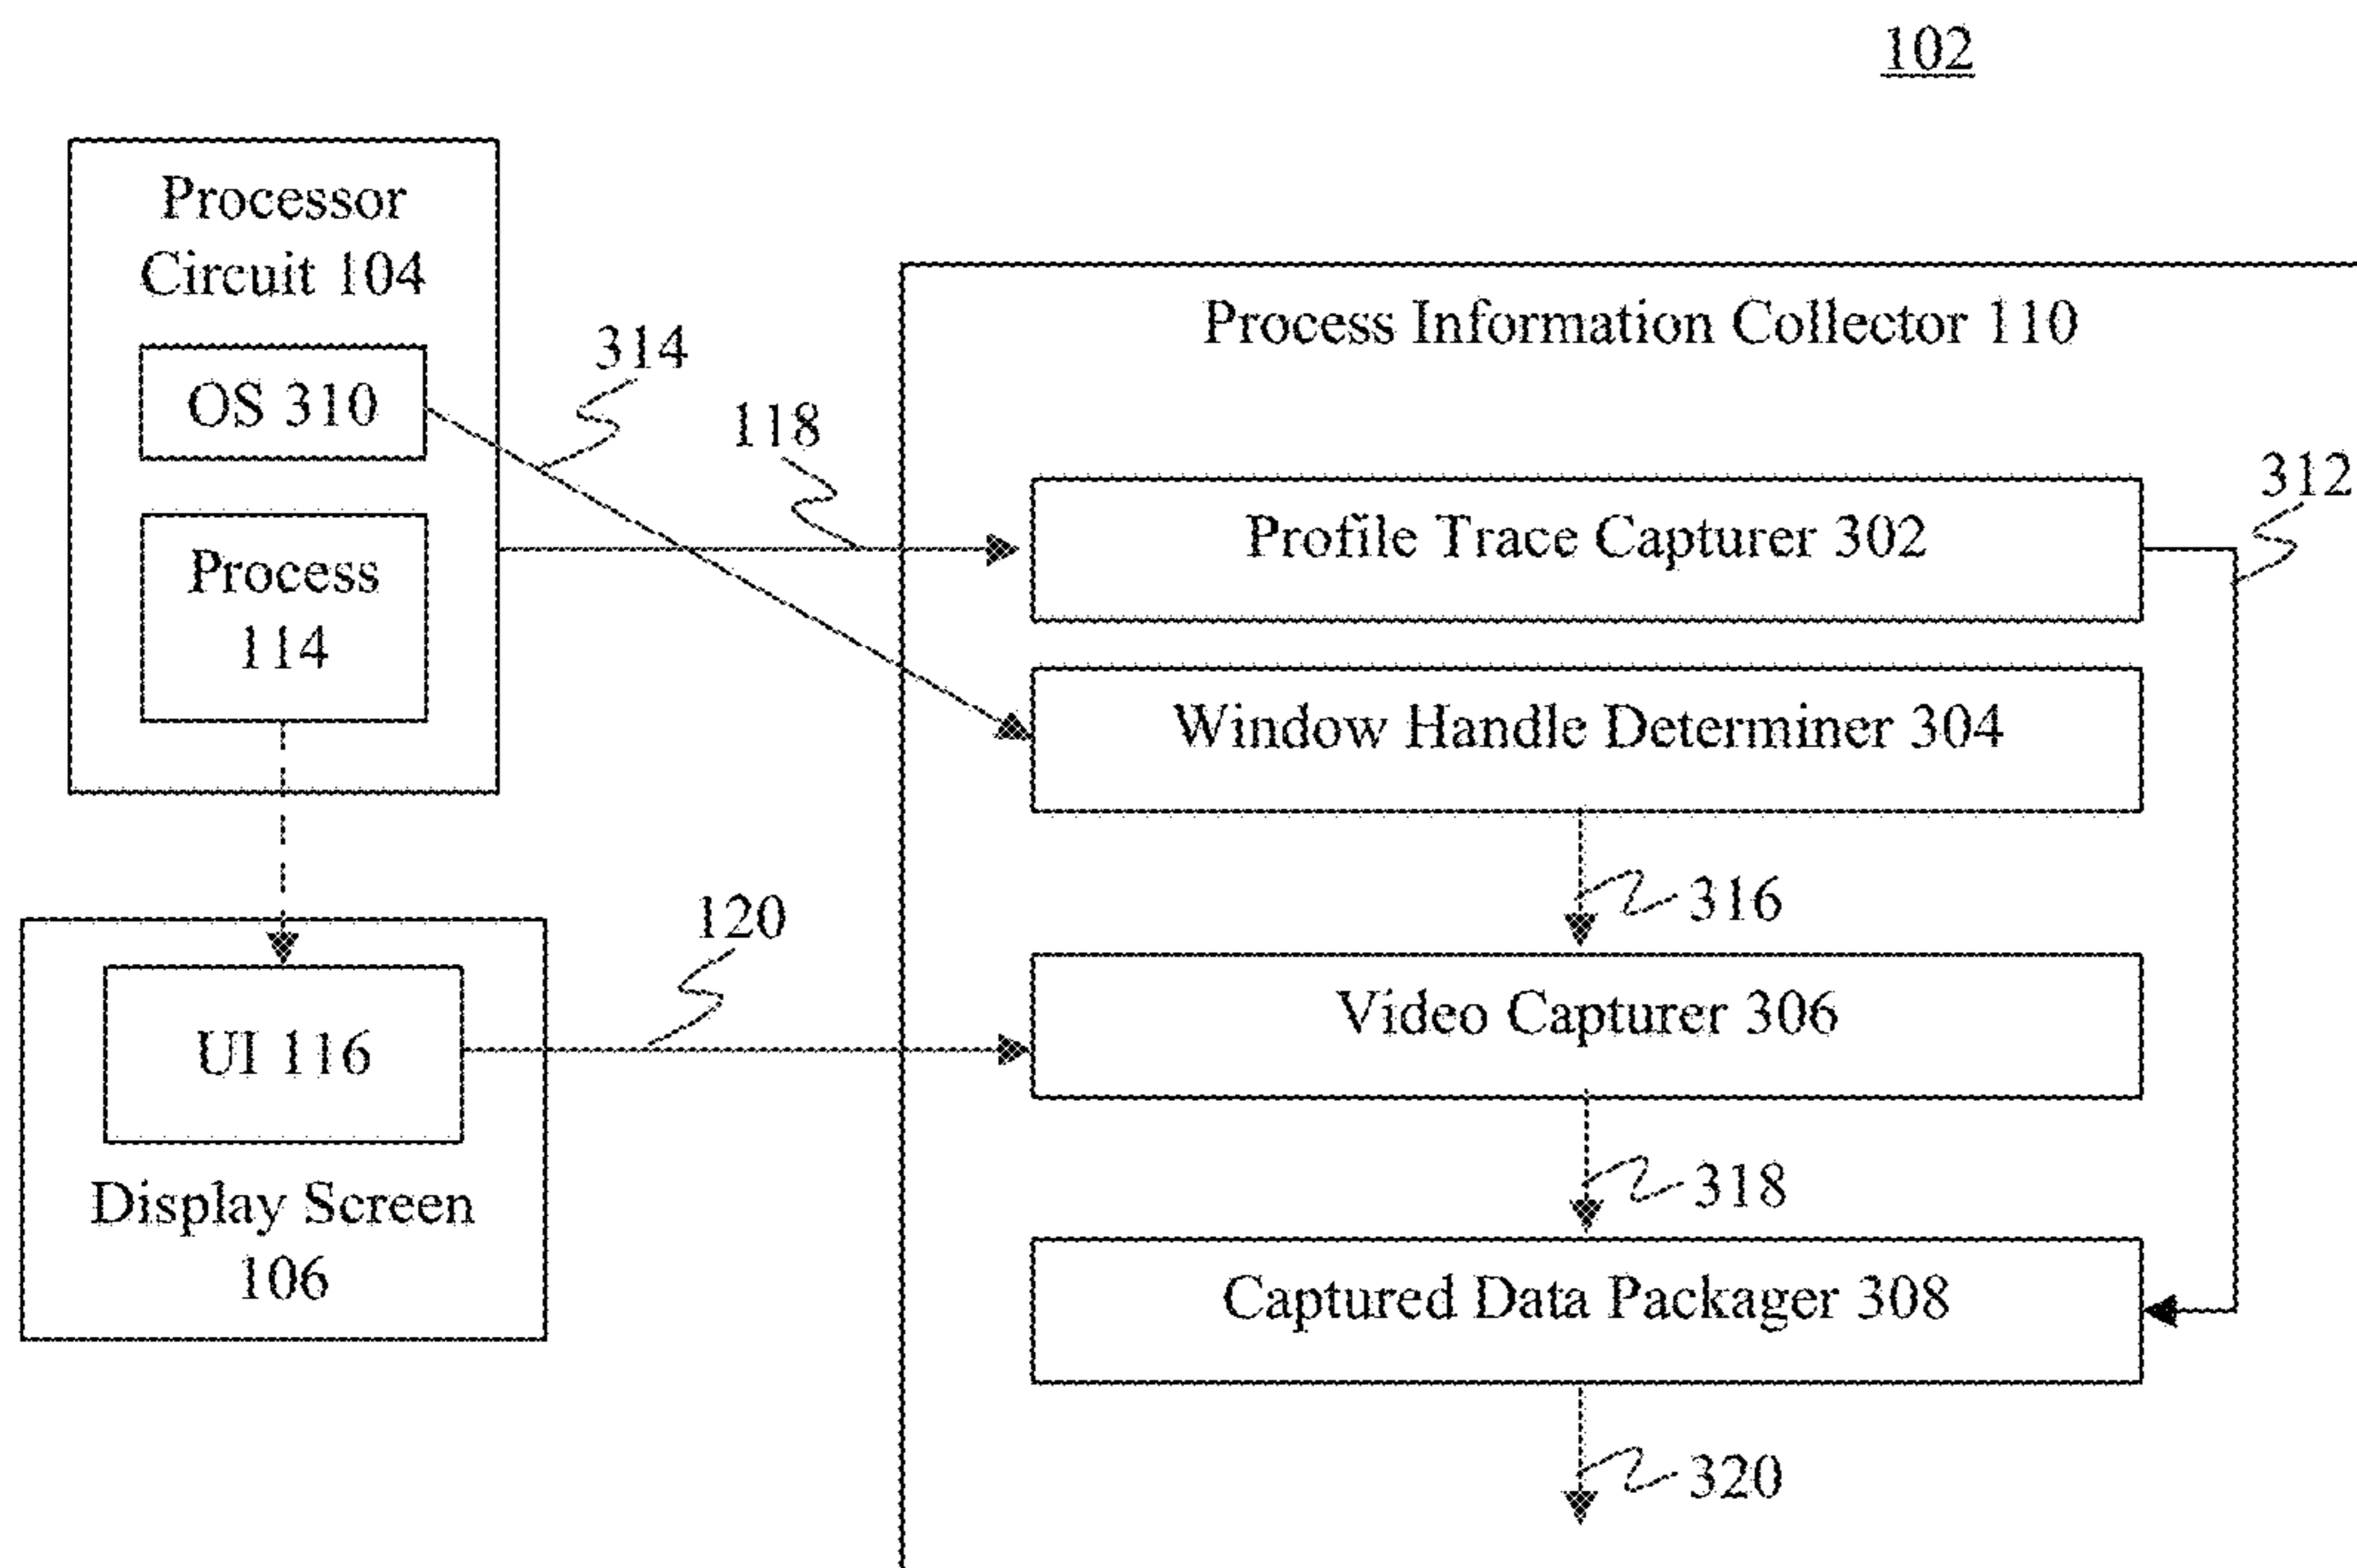 102
Processor
Circuit 104
OS 310
Process
114
314
118
Process Information Collector 110
Profile Trace Capturer 302
312
Window Handle Determiner 304
316
120
UI 116
Display Screen
106
Video Capturer 306
318
Captured Data Packager 308
320